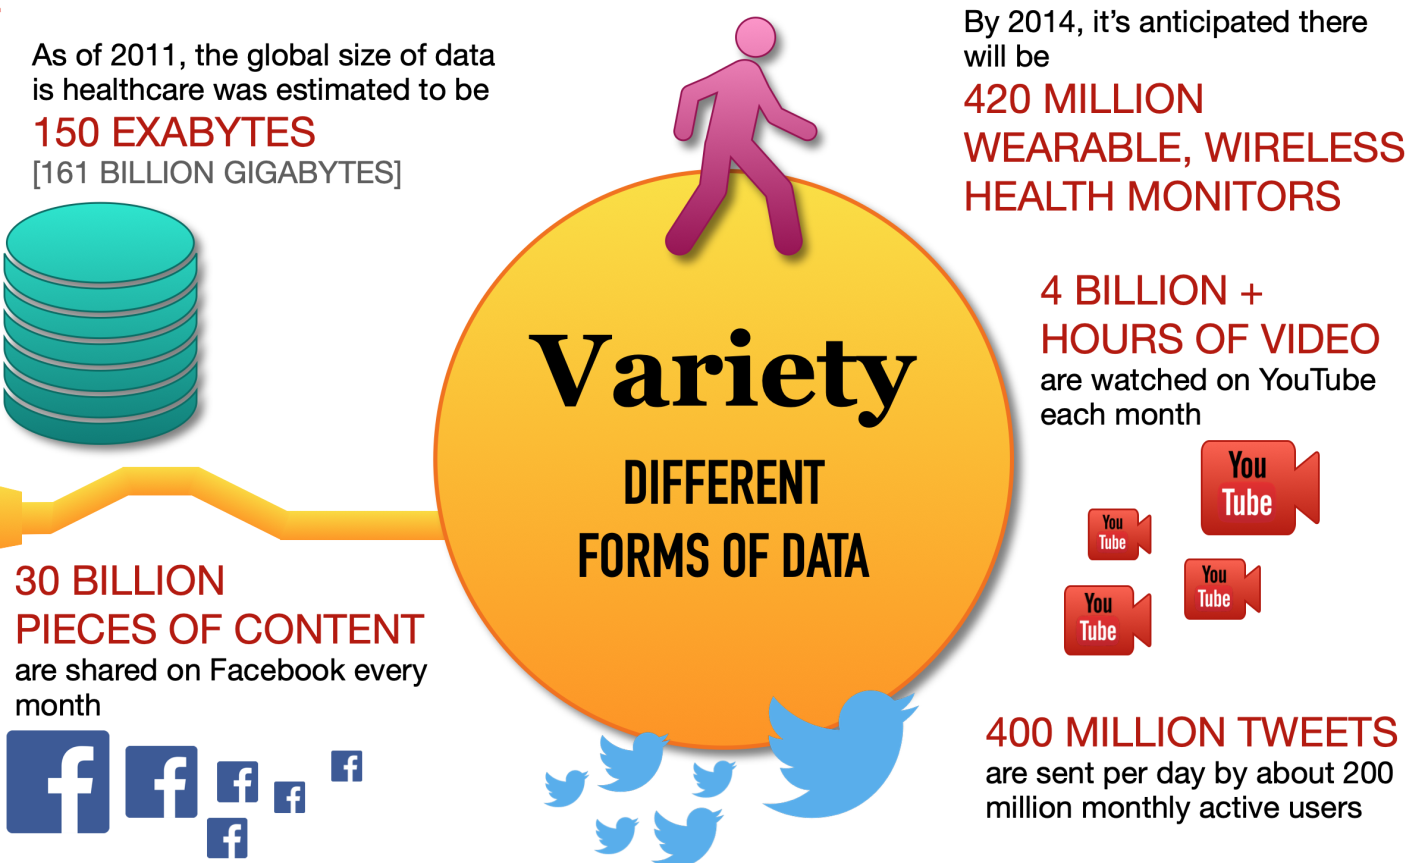 As of 2011, the global size of data
is healthcare was estimated to be
150 EXABYTES
[161 BILLION GIGABYTES]
By 2014, it’s anticipated there
will be
420 MILLION
WEARABLE, WIRELESS
HEALTH MONITORS
Variety
DIFFERENT
FORMS OF DATA
4 BILLION +
HOURS OF VIDEO
are watched on YouTube
each month
You
Tube
You
Tube
You
Tube
You
Tube
30 BILLION
PIECES OF CONTENT
are shared on Facebook every
month
f
f
f
f
f
f
400 MILLION TWEETS
are sent per day by about 200
million monthly active users